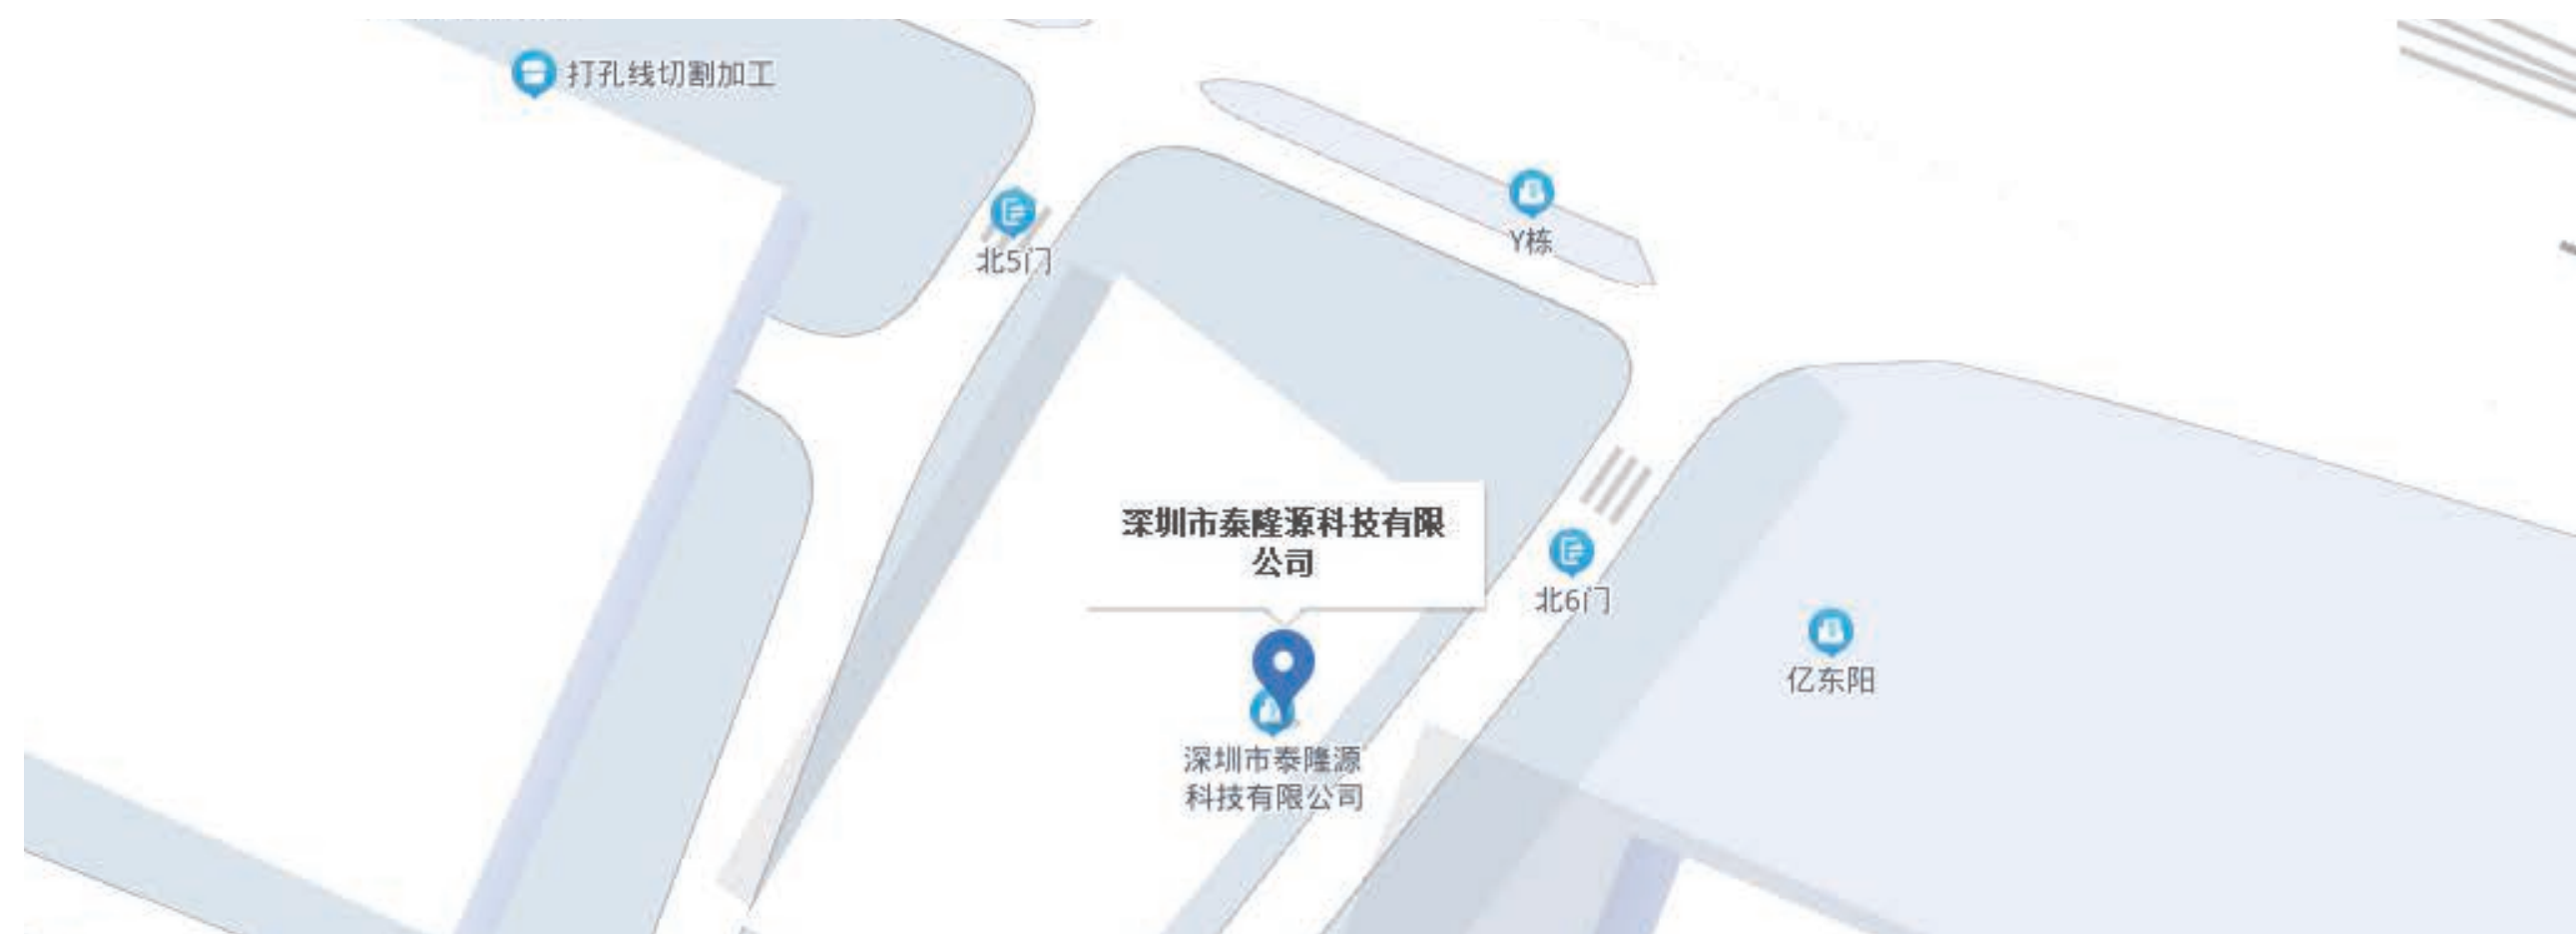 打孔线切割加工
Y栋
北5门
深圳市泰隆源科技有限
公司
北6门
亿东阳
深圳市泰隆源
科技有限公司